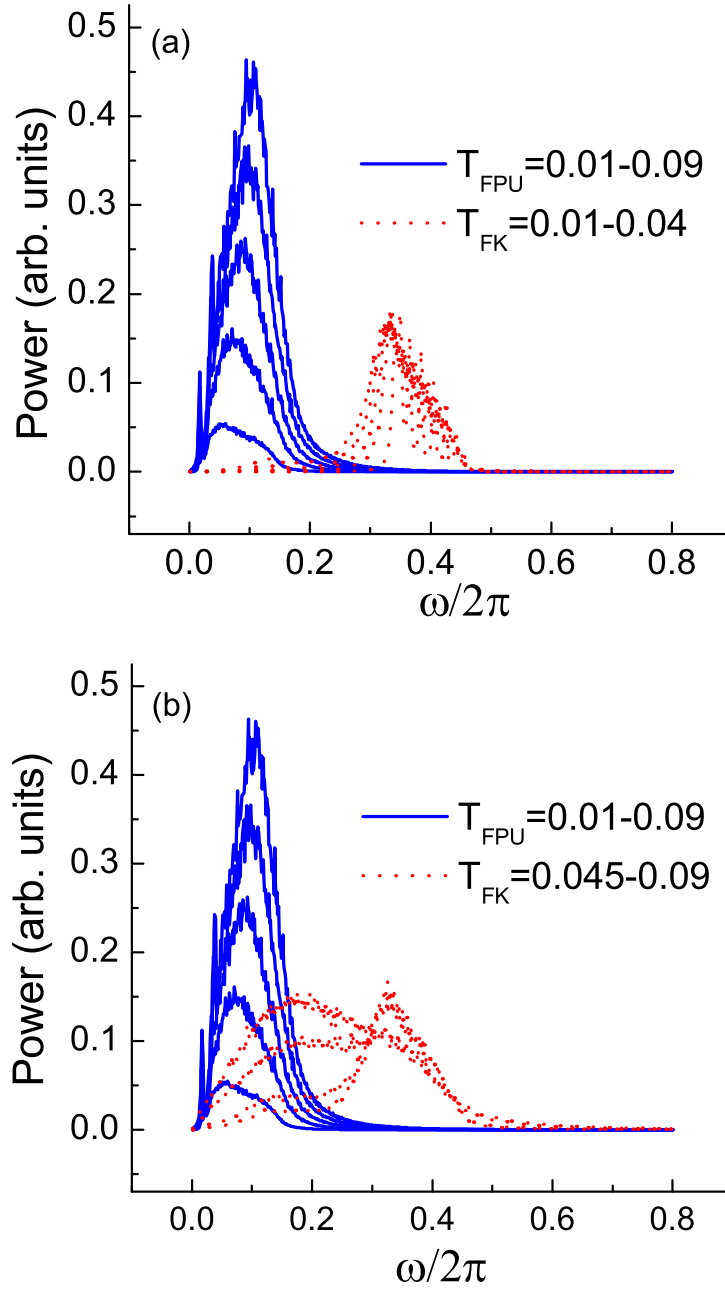 (a)
0.5
0.4
0.3
0.2
0.1
0.0
Power (arb. units)
T_FPU=0.01-0.09
T_FK=0.01-0.04
0.0 0.2 0.4 0.6 0.8
ω/2π
(b)
0.5
0.4
0.3
0.2
0.1
0.0
Power (arb. units)
T_FPU=0.01-0.09
T_FK=0.045-0.09
0.0 0.2 0.4 0.6 0.8
ω/2π